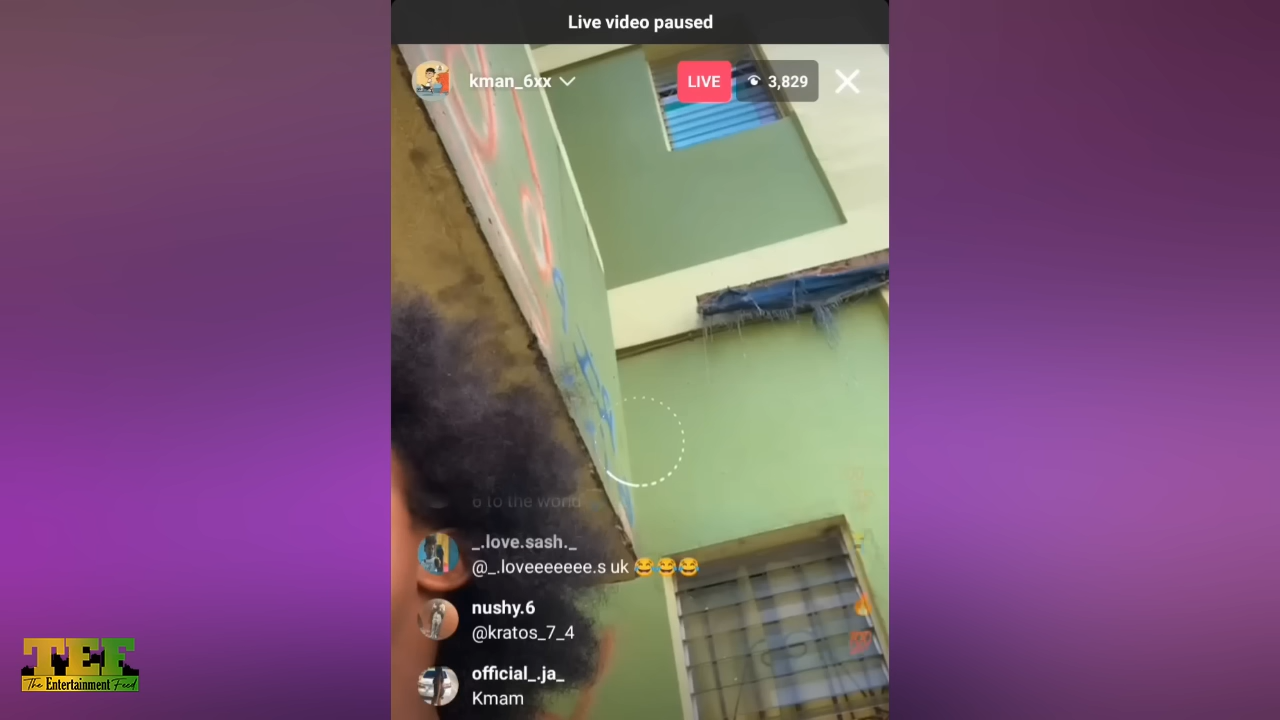 Live video paused
kman_6xx
LIVE
3,829
6 to the world
_.love.sash._
@_.loveeeeeee.s uk 😂😂😂
nushy.6
@kratos_7_4
official_.ja_
Kmam
TEF
The Entertainment Feed